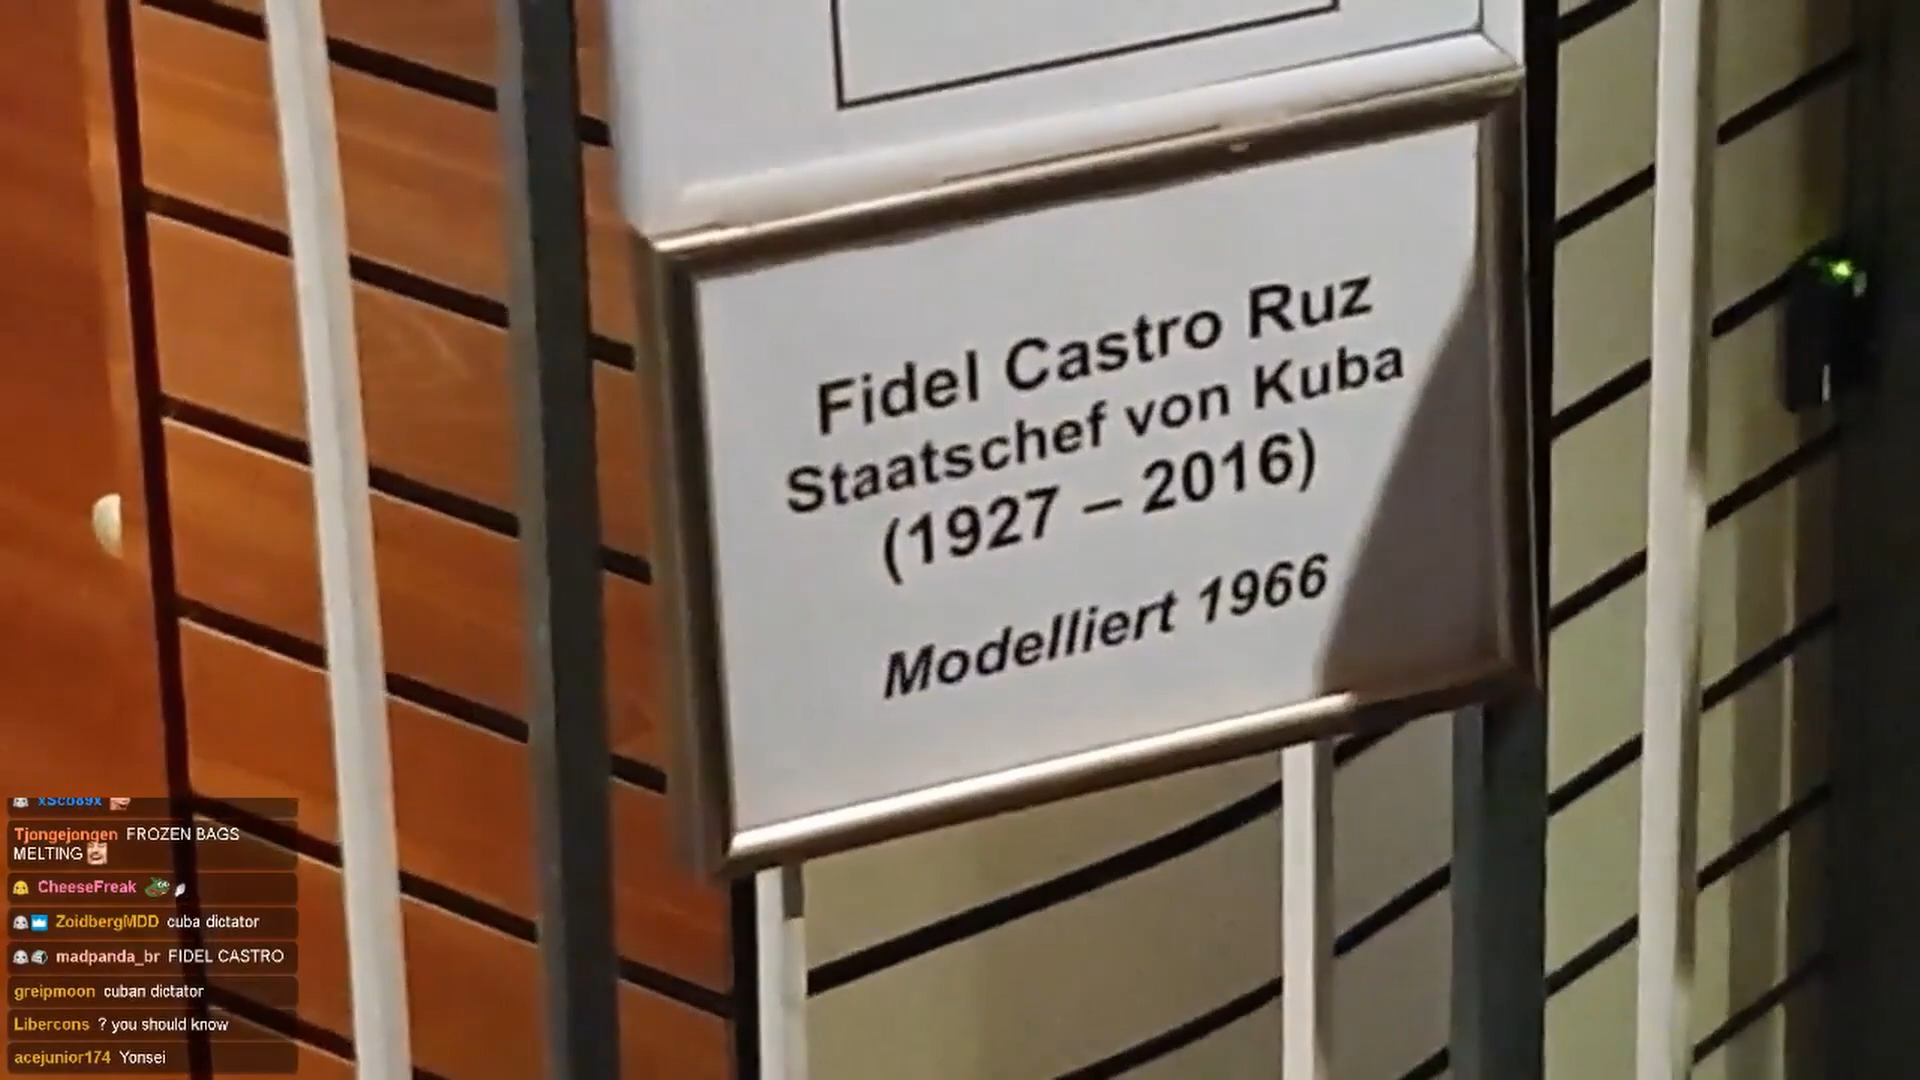 Fidel Castro Ruz
Staatschef von Kuba
(1927 – 2016)
Modelliert 1966
xSco89x
Tjongejongen FROZEN BAGS
MELTING
CheeseFreak
ZoidbergMDD cuba dictator
madpanda_br FIDEL CASTRO
greipmoon cuban dictator
Libercons ? you should know
acejunior174 Yonsei